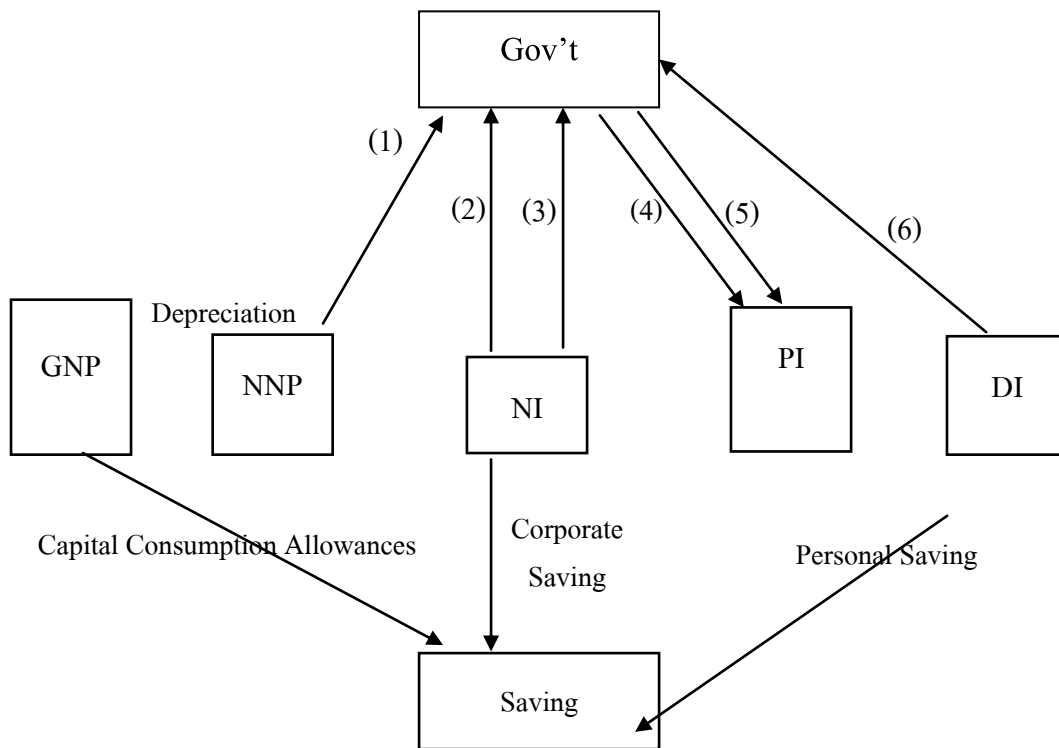 Gov’t
(1)
(2)
(3)
(4)
(5)
(6)
Depreciation
GNP
NNP
NI
PI
DI
Capital Consumption Allowances
Corporate
Saving
Personal Saving
Saving